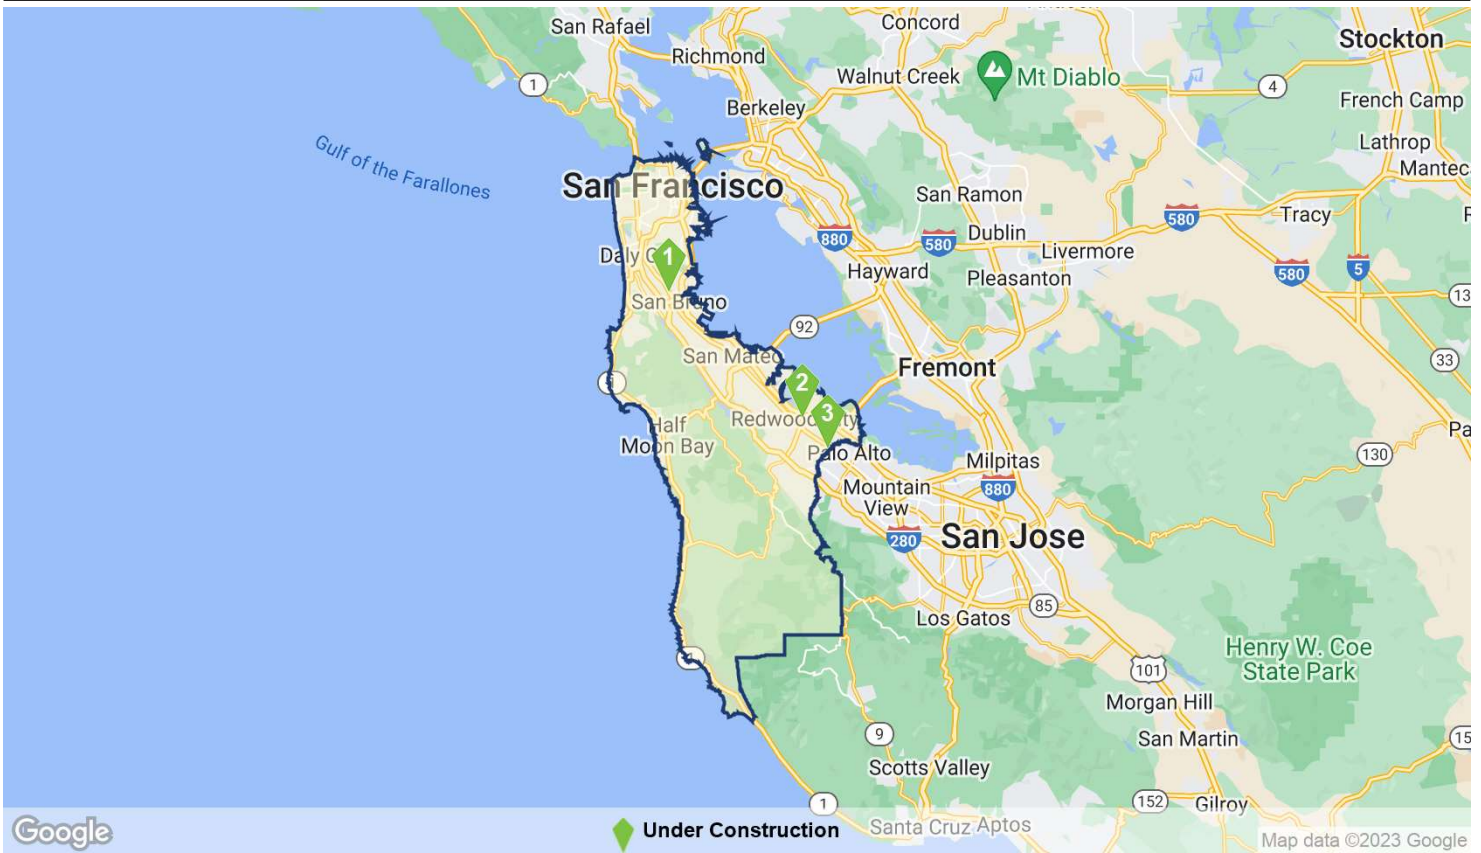 San Rafael
Concord
Richmond
Stockton
1
Walnut Creek
Mt Diablo
4
French Camp
Berkeley
Lathrop
Gulf of the Farallones
San Francisco
San Ramon
Tracy
580
880
580
Dublin
Livermore
Daly
1
Hayward
Pleasanton
580
5
San Bruno
92
33
San Mateo
Fremont
2
3
Redwood City
Half
Moon Bay
Palo Alto
Milpitas
130
Mountain
View
880
280
San Jose
85
Los Gatos
Henry W. Coe
State Park
101
Morgan Hill
9
San Martin
Scotts Valley
1
152
Gilroy
Santa Cruz
Aptos
Google
Under Construction
Map data ©2023 Google